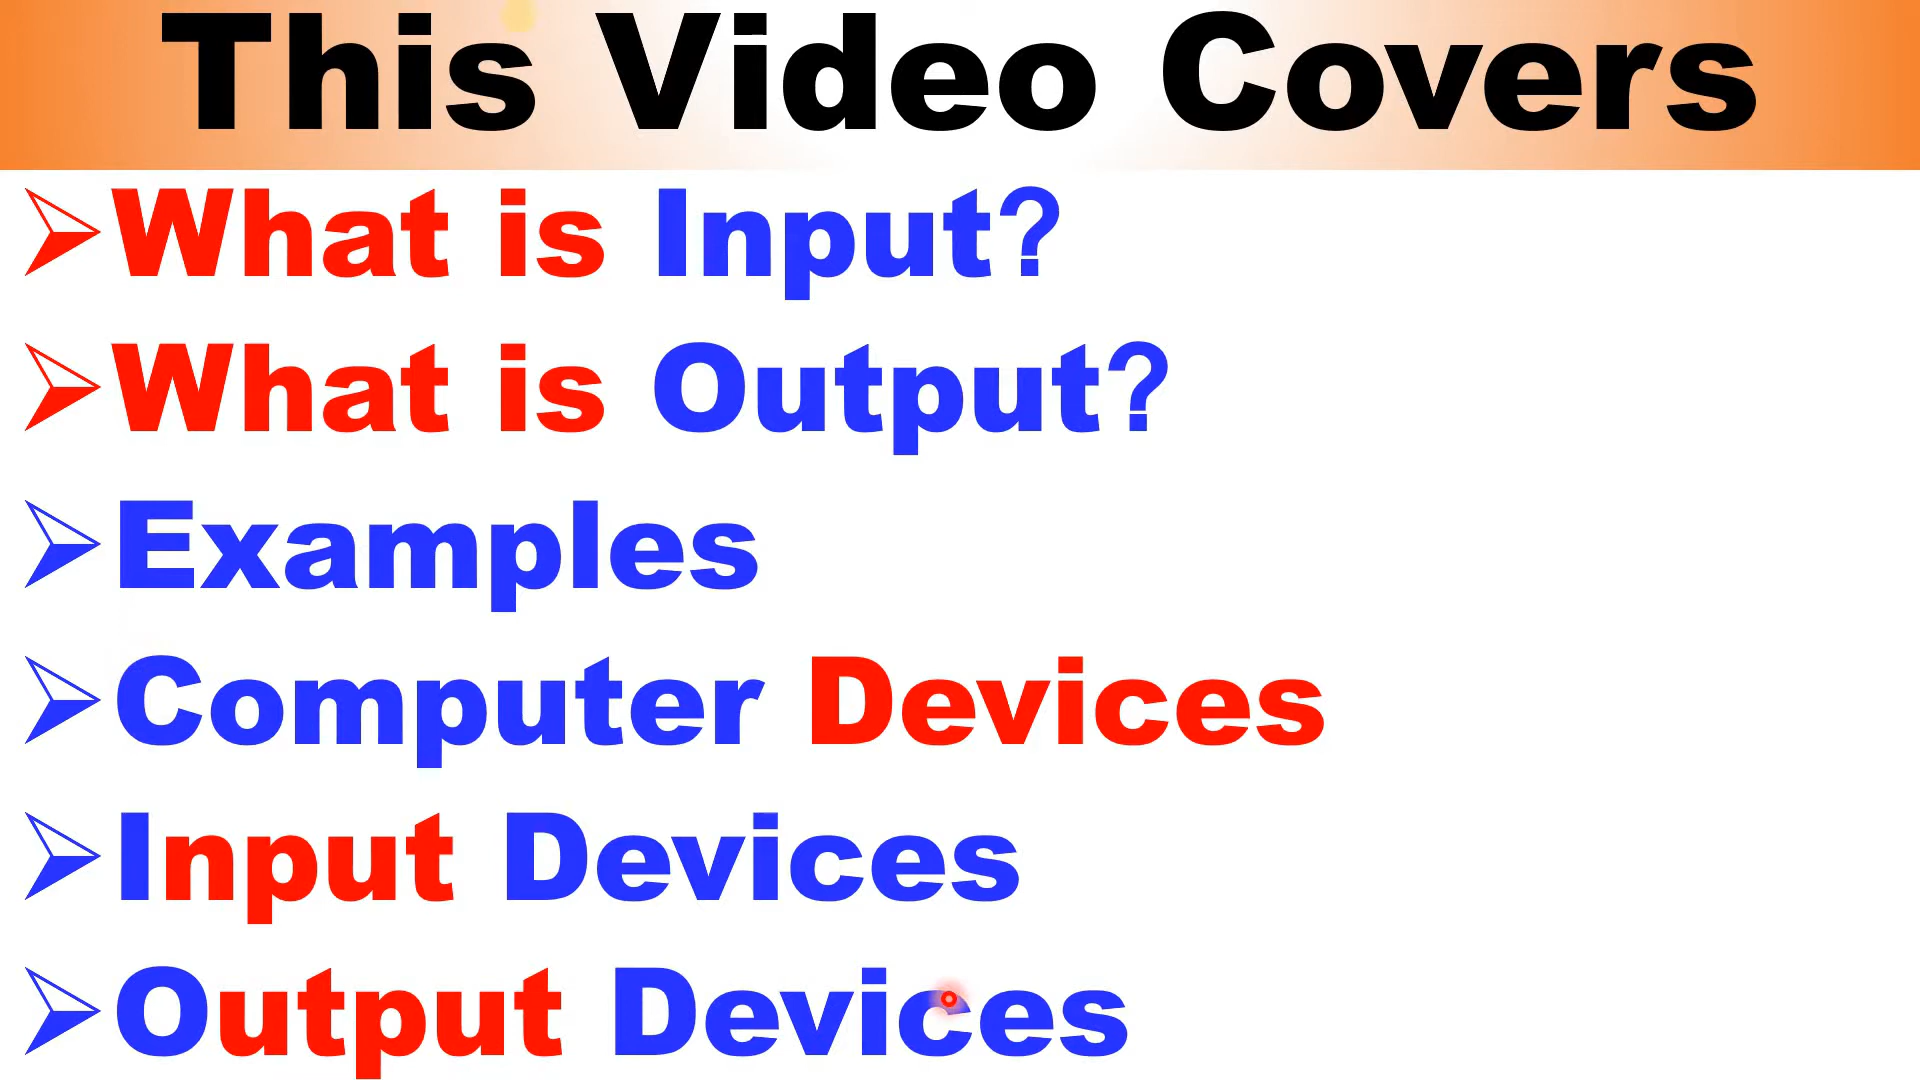 This Video Covers
What is Input?
What is Output?
Examples
Computer Devices
Input Devices
Output Devices